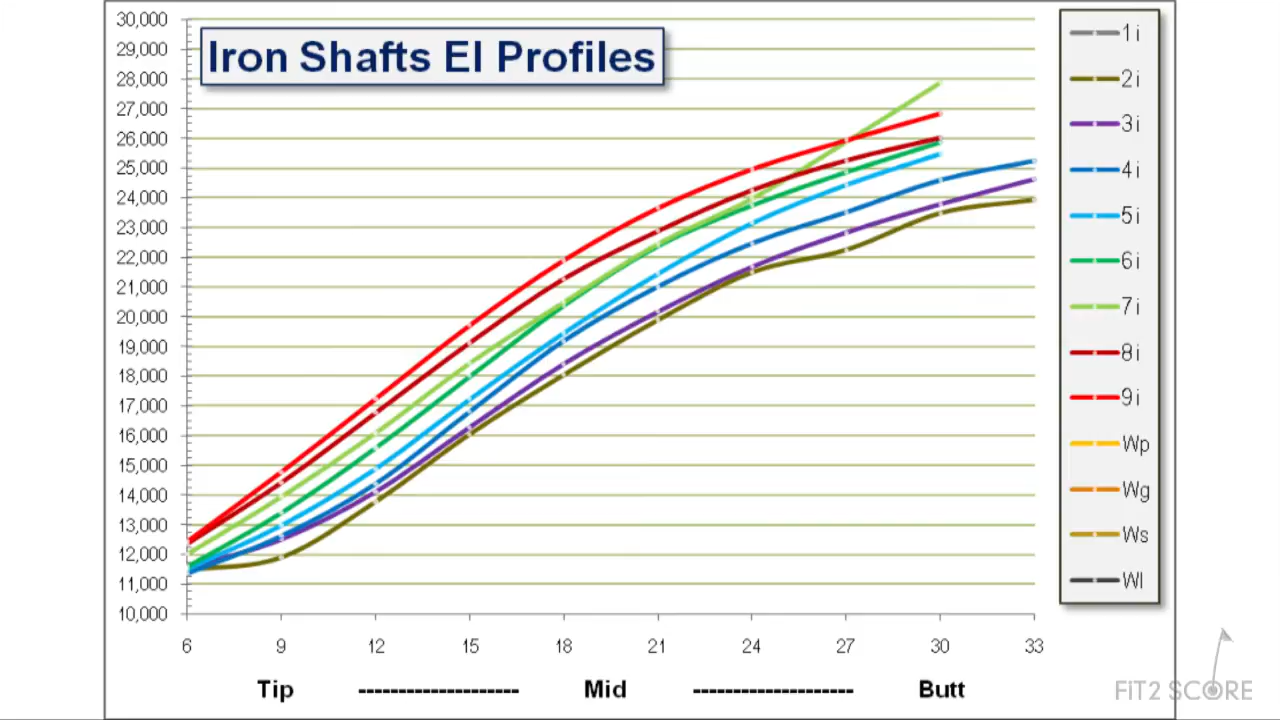 Iron Shafts EI Profiles
30,000
29,000
28,000
27,000
26,000
25,000
24,000
23,000
22,000
21,000
20,000
19,000
18,000
17,000
16,000
15,000
14,000
13,000
12,000
11,000
10,000
6 9 12 15 18 21 24 27 30 33
Tip -------------------- Mid -------------------- Butt
1i
2i
3i
4i
5i
6i
7i
8i
9i
Wp
Wg
Ws
Wl
FIT2 SCORE